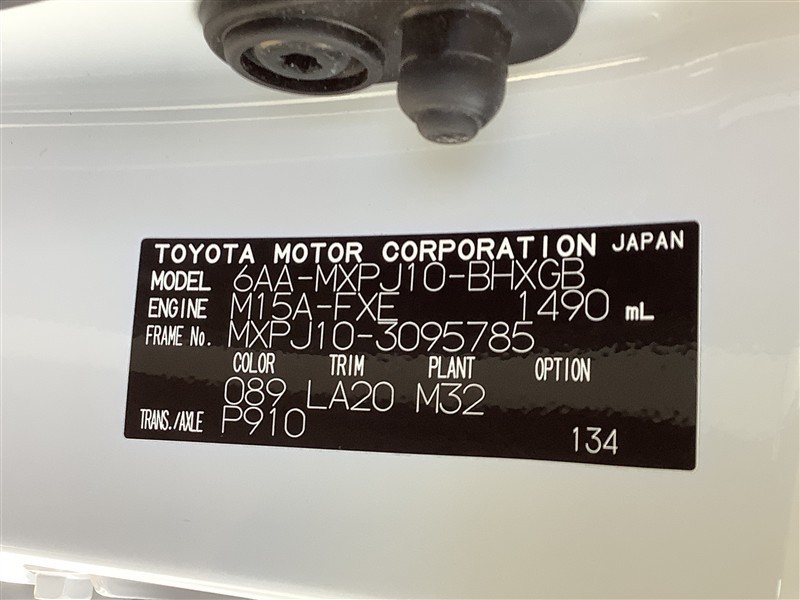 TOYOTA MOTOR CORPORATION JAPAN
MODEL 6AA-MXPJ10-BHXGB
ENGINE M15A-FXE 1490 mL
FRAME No. MXPJ10-3095785
COLOR TRIM PLANT OPTION
089 LA20 M32
TRANS./AXLE P910
134